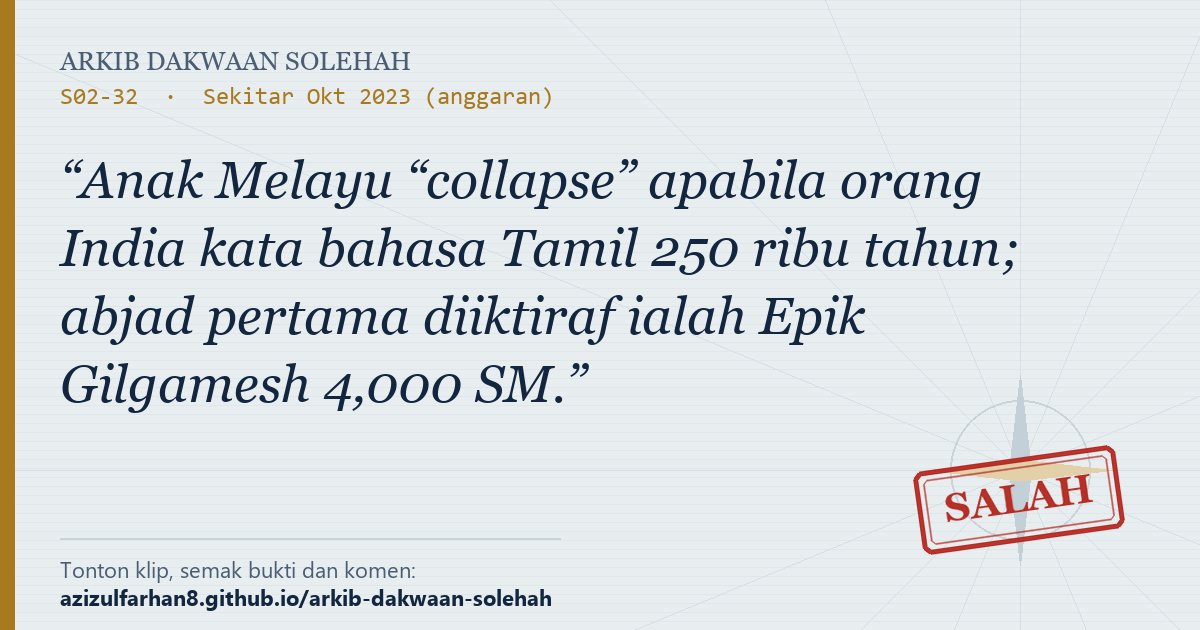 ARKIB DAKWAAN SOLEHAH
S02-32 · Sekitar Okt 2023 (anggaran)
“Anak Melayu “collapse” apabila orang
India kata bahasa Tamil 250 ribu tahun;
abjad pertama diiktiraf ialah Epik
Gilgamesh 4,000 SM.”
SALAH
Tonton klip, semak bukti dan komen:
azizulfarhan8.github.io/arkib-dakwaan-solehah